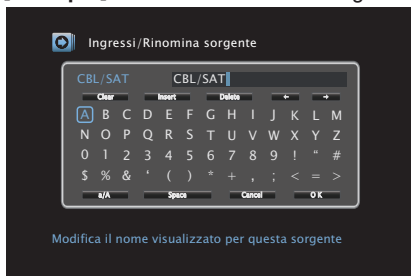 Ingressi/Rinomina sorgente
CBL/SAT CBL/SAT
Clear Insert Delete ← →
A B C D E F G H I J K L M
N O P Q R S T U V W X Y Z
0 1 2 3 4 5 6 7 8 9 ! “ #
$ % & ‘ ( ) * + , ; < = >
a/A Space Cancel OK
Modifica il nome visualizzato per questa sorgente